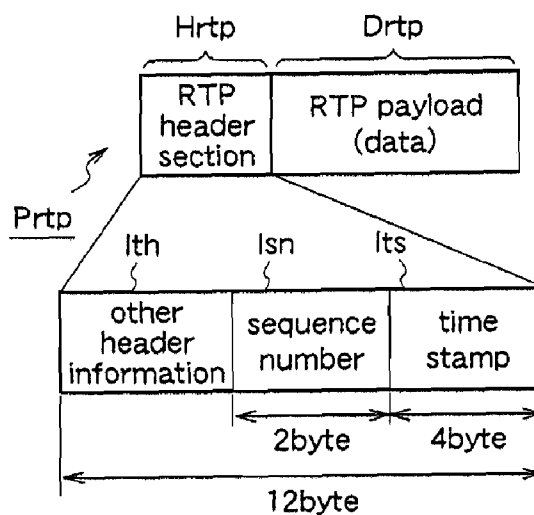 Hrtp Drtp
RTP header section
RTP payload (data)
Prtp
Ith Isn Its
other header information
sequence number
time stamp
2byte 4byte
12byte